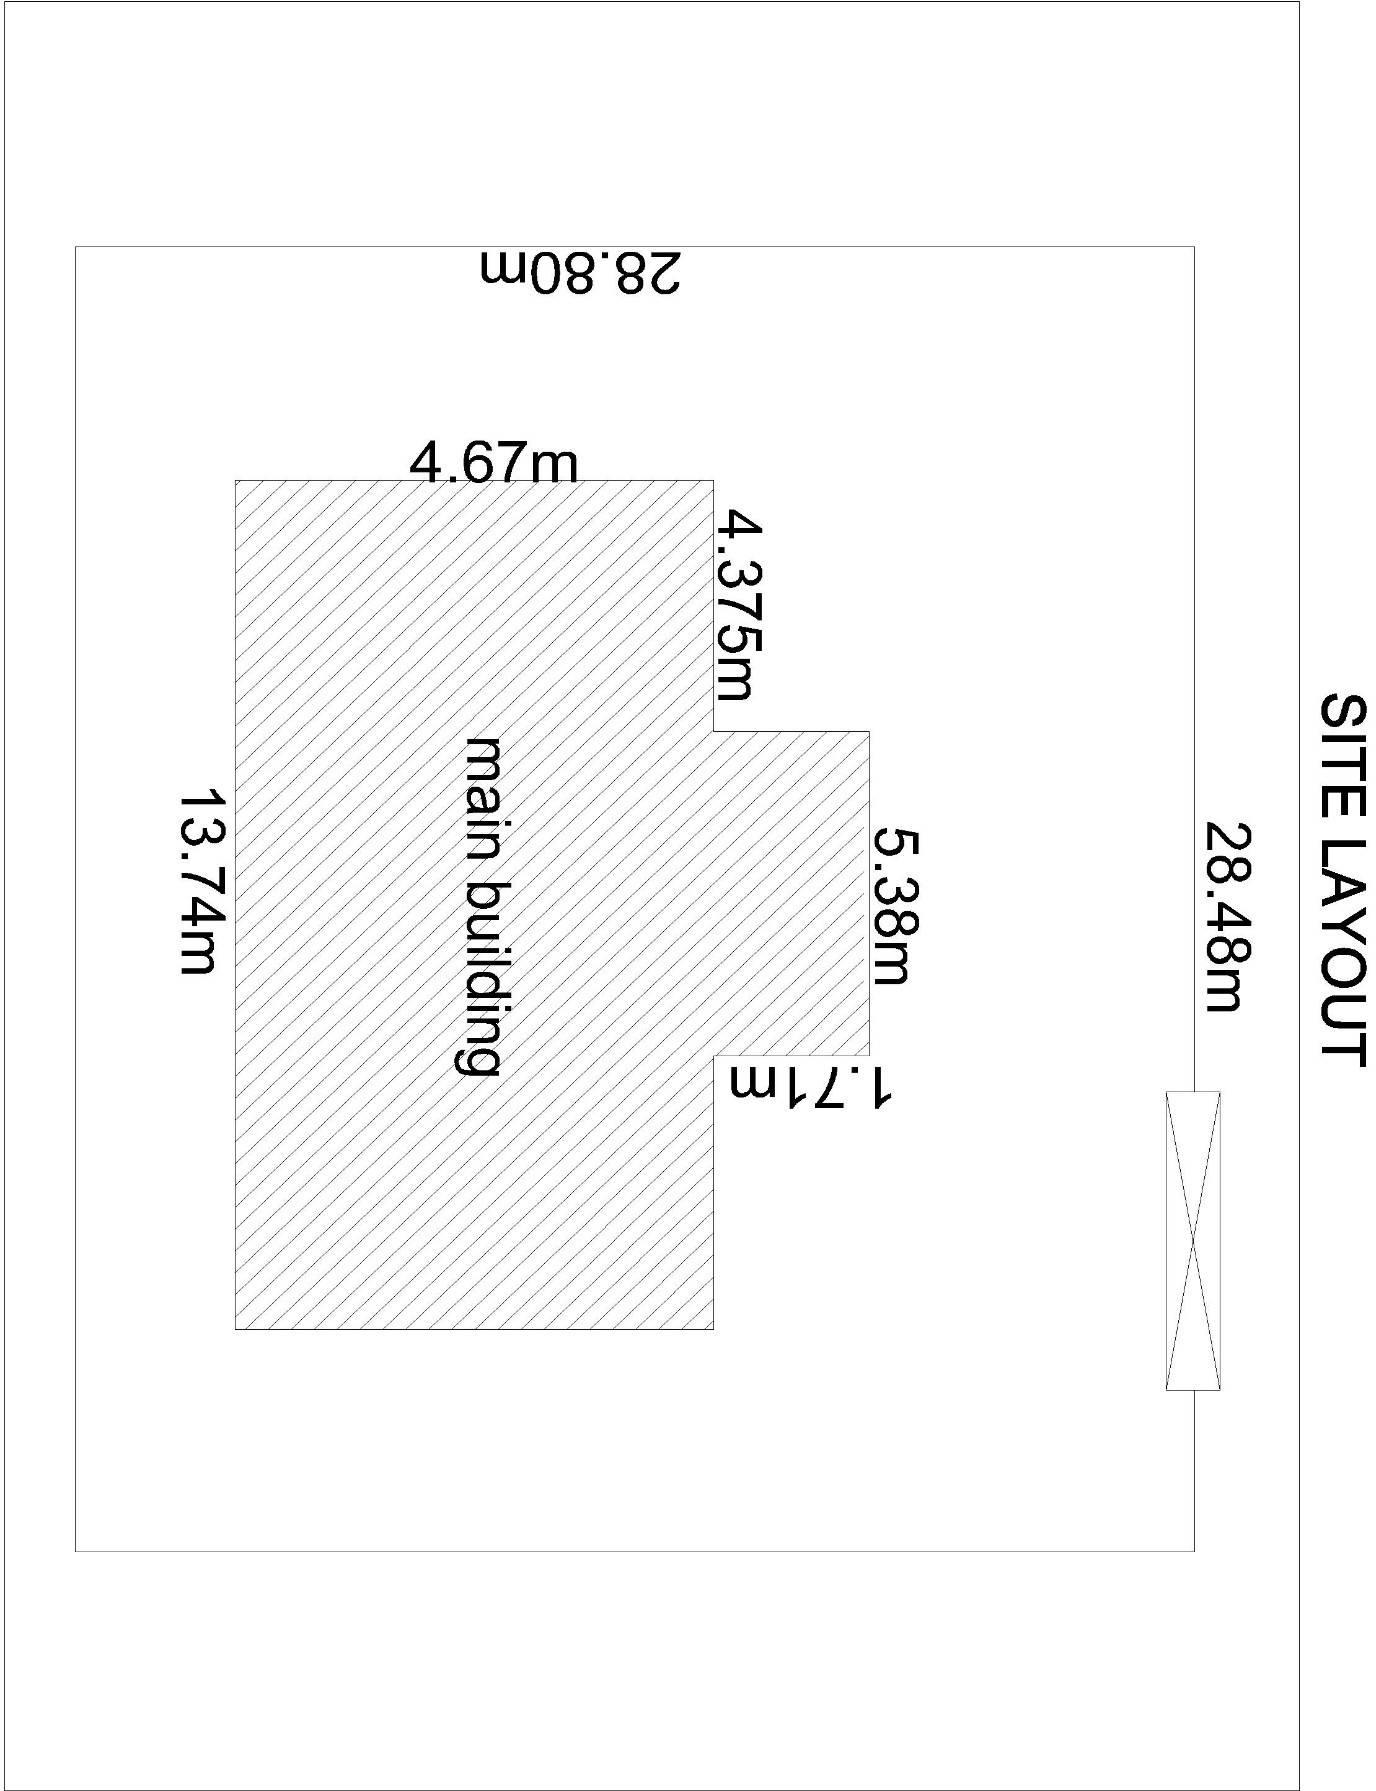 28.80m
4.67m
4.375m
main building
13.74m
5.38m
1.71m
28.48m
SITE LAYOUT